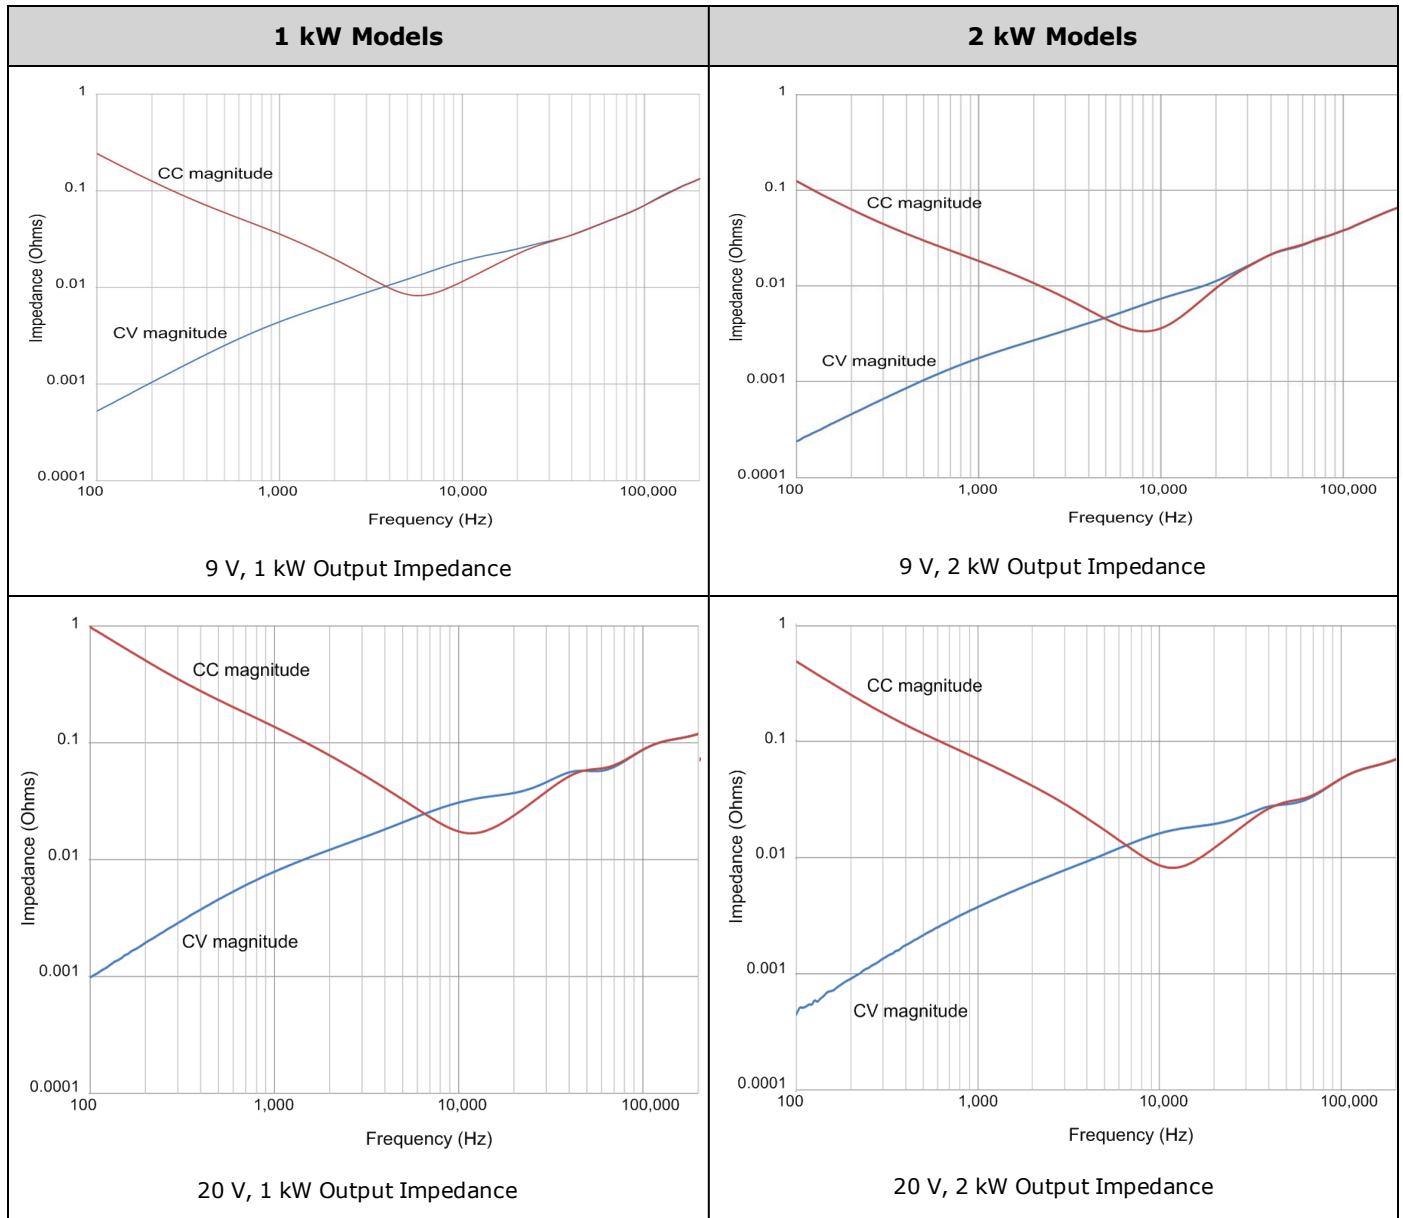 1 kW Models
2 kW Models
1
0.1
0.01
0.001
0.0001
Impedance (Ohms)
CC magnitude
CV magnitude
100
1,000
10,000
100,000
Frequency (Hz)
9 V, 1 kW Output Impedance
1
0.1
0.01
0.001
0.0001
Impedance (Ohms)
CC magnitude
CV magnitude
100
1,000
10,000
100,000
Frequency (Hz)
9 V, 2 kW Output Impedance
1
0.1
0.01
0.001
0.0001
Impedance (Ohms)
CC magnitude
CV magnitude
100
1,000
10,000
100,000
Frequency (Hz)
20 V, 1 kW Output Impedance
1
0.1
0.01
0.001
0.0001
Impedance (Ohms)
CC magnitude
CV magnitude
100
1,000
10,000
100,000
Frequency (Hz)
20 V, 2 kW Output Impedance